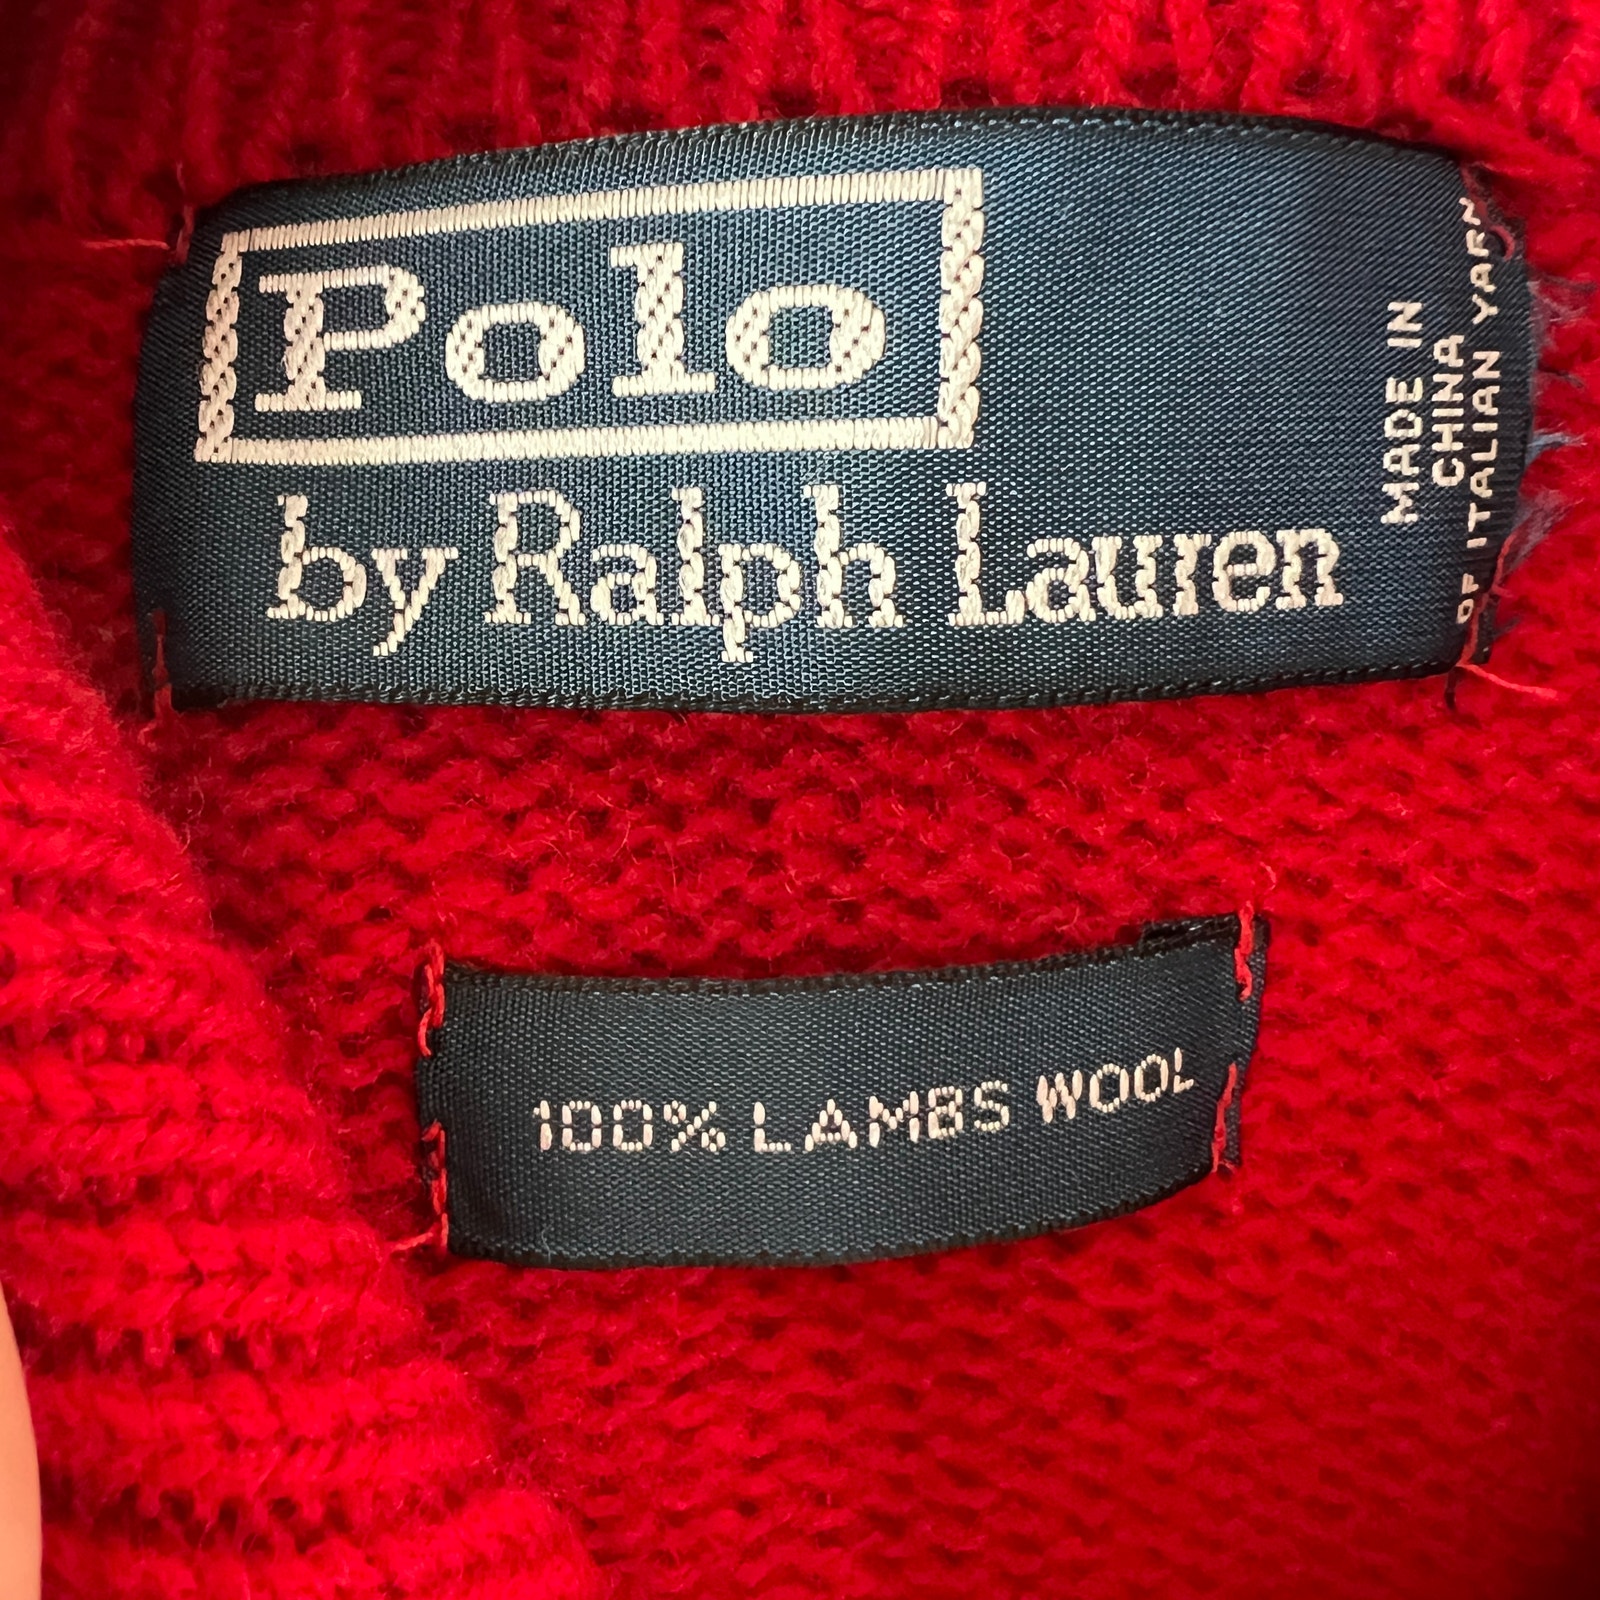 Polo
by Ralph Lauren
MADE IN
CHINA
OF ITALIAN YARN
100% LAMBS WOOL